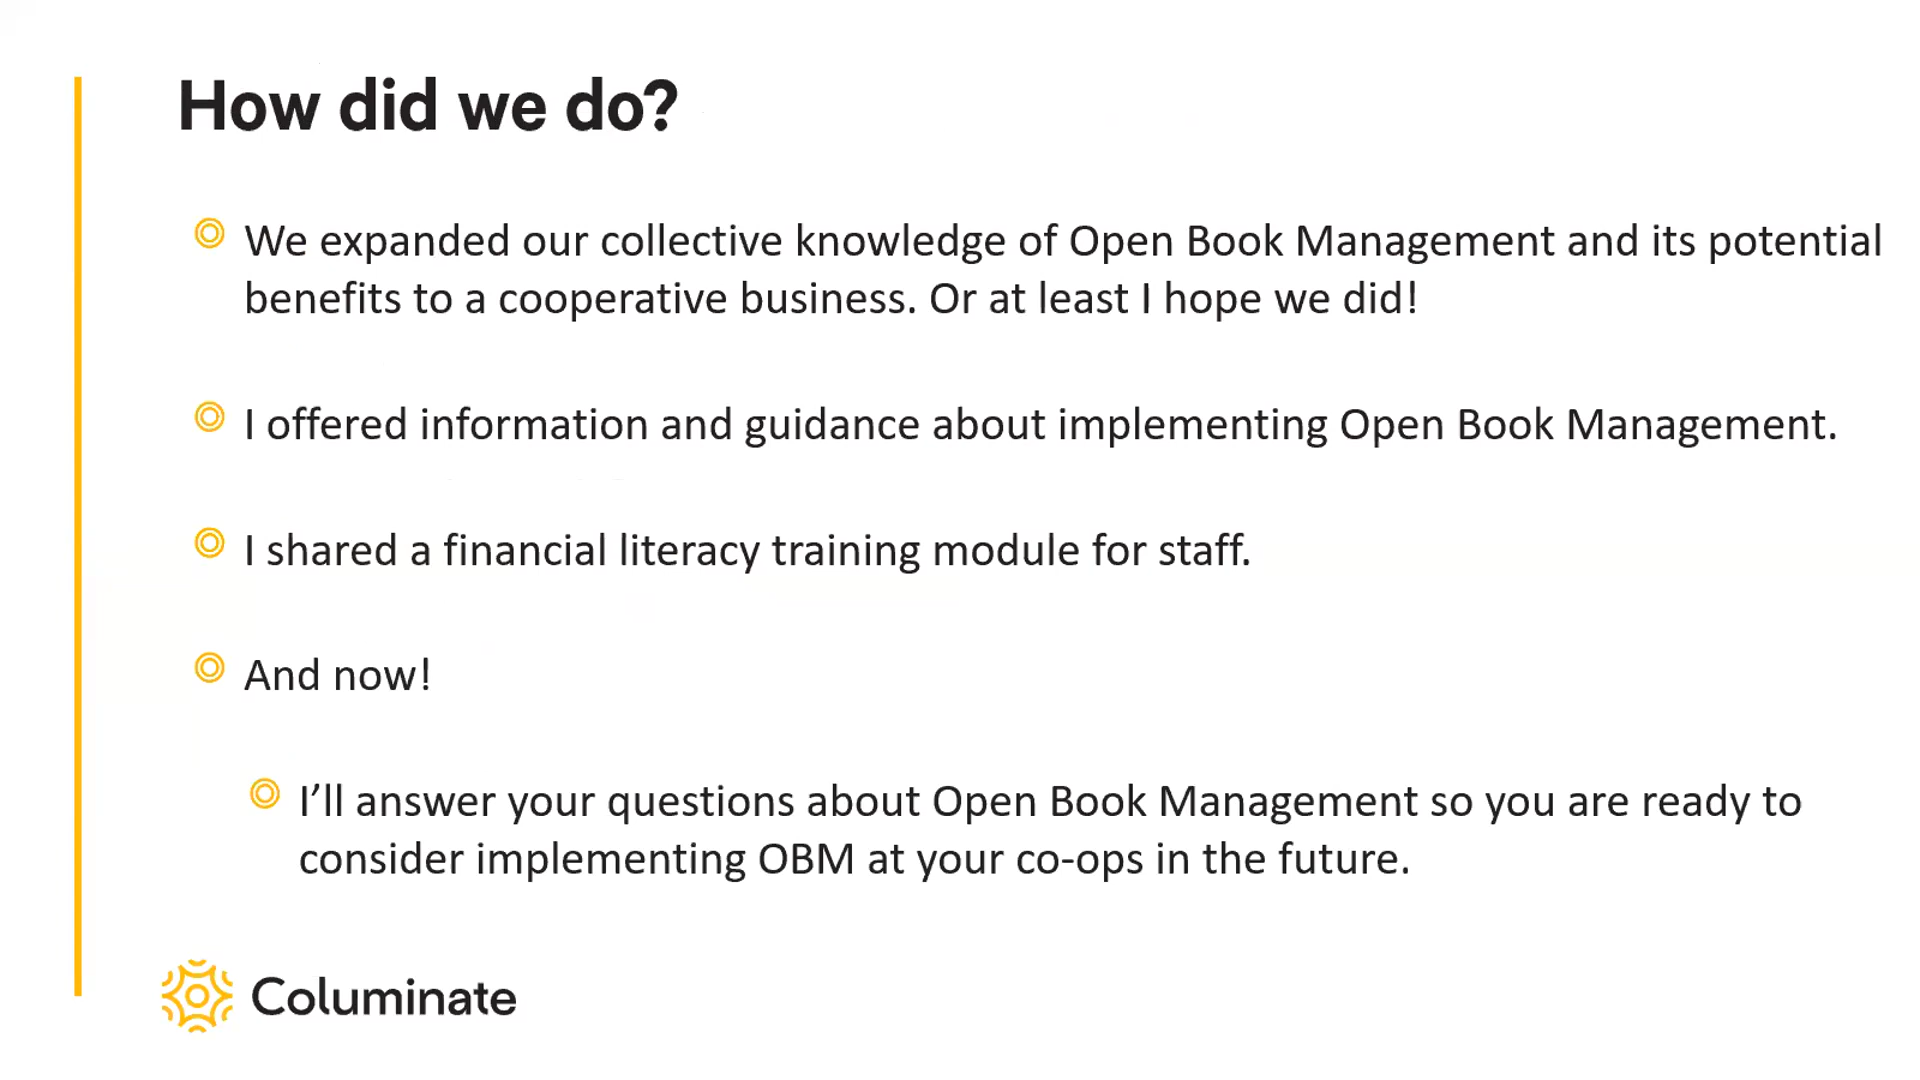 How did we do?
We expanded our collective knowledge of Open Book Management and its potential
benefits to a cooperative business. Or at least I hope we did!
I offered information and guidance about implementing Open Book Management.
I shared a financial literacy training module for staff.
And now!
I’ll answer your questions about Open Book Management so you are ready to
consider implementing OBM at your co-ops in the future.
Columinate